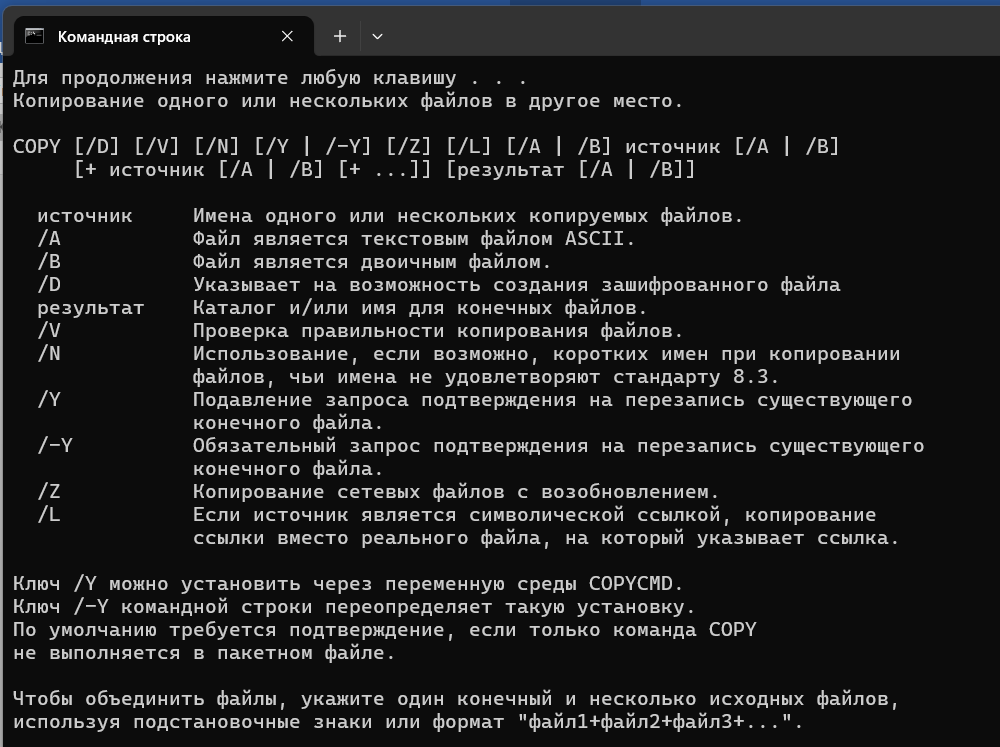 Командная строка
Для продолжения нажмите любую клавишу . . .
Копирование одного или нескольких файлов в другое место.
COPY [/D] [/V] [/N] [/Y | /-Y] [/Z] [/L] [/A | /B] источник [/A | /B]
[+ источник [/A | /B] [+ ...]] [результат [/A | /B]]
источник Имена одного или нескольких копируемых файлов.
/A Файл является текстовым файлом ASCII.
/B Файл является двоичным файлом.
/D Указывает на возможность создания зашифрованного файла
результат Каталог и/или имя для конечных файлов.
/V Проверка правильности копирования файлов.
/N Использование, если возможно, коротких имен при копировании
файлов, чьи имена не удовлетворяют стандарту 8.3.
/Y Подавление запроса подтверждения на перезапись существующего
конечного файла.
/-Y Обязательный запрос подтверждения на перезапись существующего
конечного файла.
/Z Копирование сетевых файлов с возобновлением.
/L Если источник является символической ссылкой, копирование
ссылки вместо реального файла, на который указывает ссылка.
Ключ /Y можно установить через переменную среды COPYCMD.
Ключ /-Y командной строки переопределяет такую установку.
По умолчанию требуется подтверждение, если только команда COPY
не выполняется в пакетном файле.
Чтобы объединить файлы, укажите один конечный и несколько исходных файлов,
используя подстановочные знаки или формат "файл1+файл2+файл3+...".